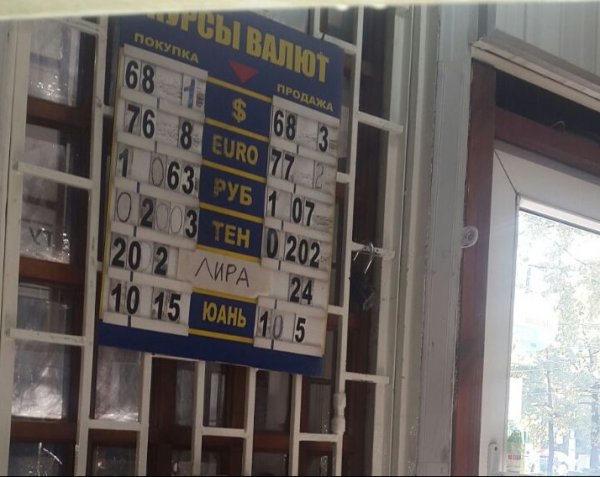 КУРСЫ ВАЛЮТ
ПОКУПКА ПРОДАЖА
68 1 $ 68 3
76 8 EURO 77 2
1 063 РУБ 1 07
0 2003 ТЕН 0 202
20 2 ЛИРА 24
10 15 ЮАНЬ 10 5